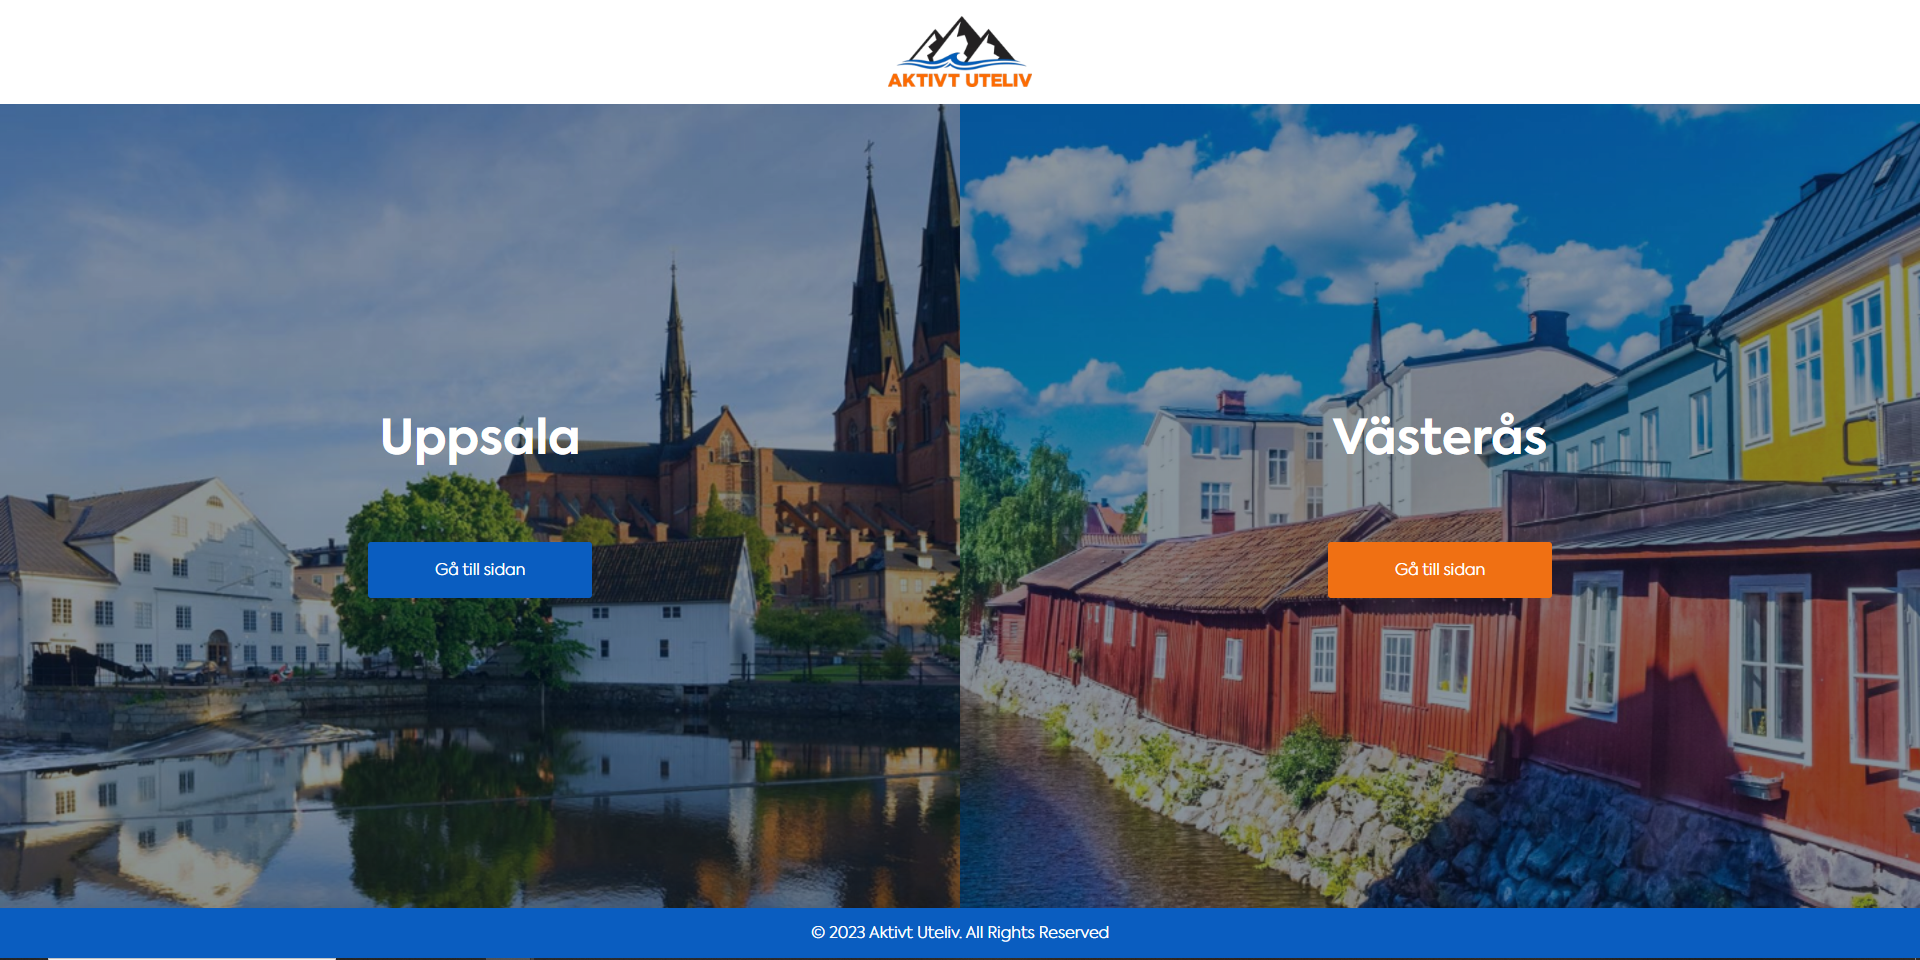 AKTIVT UTELIV
Uppsala
Gå till sidan
Västerås
Gå till sidan
© 2023 Aktivt Uteliv. All Rights Reserved